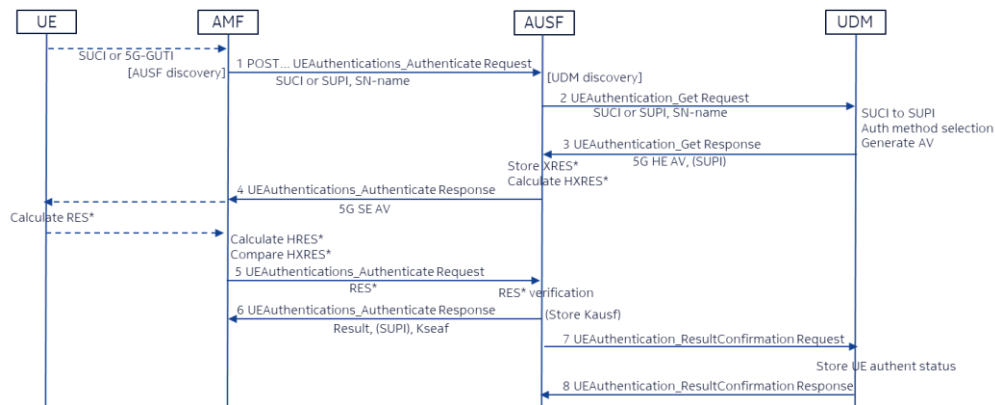 UE
AMF
AUSF
UDM
SUCI or 5G-GUTI
[AUSF discovery]
1 POST... UEAuthentications_Authenticate Request
SUCI or SUPI, SN-name
[UDM discovery]
2 UEAuthentication_Get Request
SUCI or SUPI, SN-name
SUCI to SUPI
Auth method selection
Generate AV
3 UEAuthentication_Get Response
5G HE AV, (SUPI)
Store XRES*
Calculate HXRES*
4 UEAuthentications_Authenticate Response
5G SE AV
Calculate RES*
Calculate HRES*
Compare HXRES*
5 UEAuthentications_Authenticate Request
RES*
RES* verification
6 UEAuthentications_Authenticate Response
Result, (SUPI), Kseaf
(Store Kausf)
7 UEAuthentication_ResultConfirmation Request
Store UE authent status
8 UEAuthentication_ResultConfirmation Response